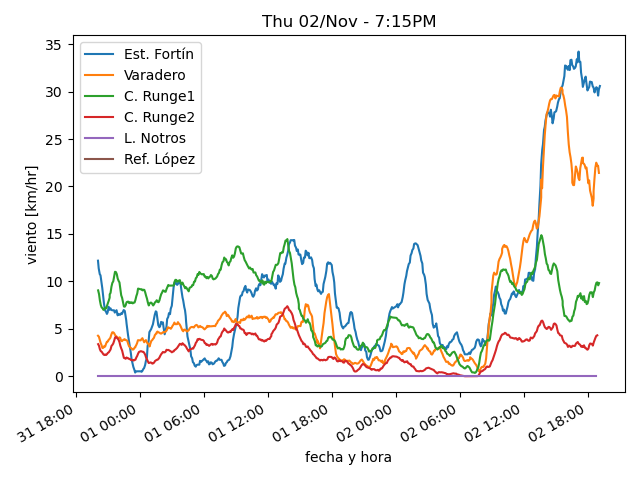 Thu 02/Nov - 7:15PM
Est. Fortín
Varadero
C. Runge1
C. Runge2
L. Notros
Ref. López
viento [km/hr]
35
30
25
20
15
10
5
0
31 18:00
01 00:00
01 06:00
01 12:00
01 18:00
02 00:00
02 06:00
02 12:00
02 18:00
fecha y hora